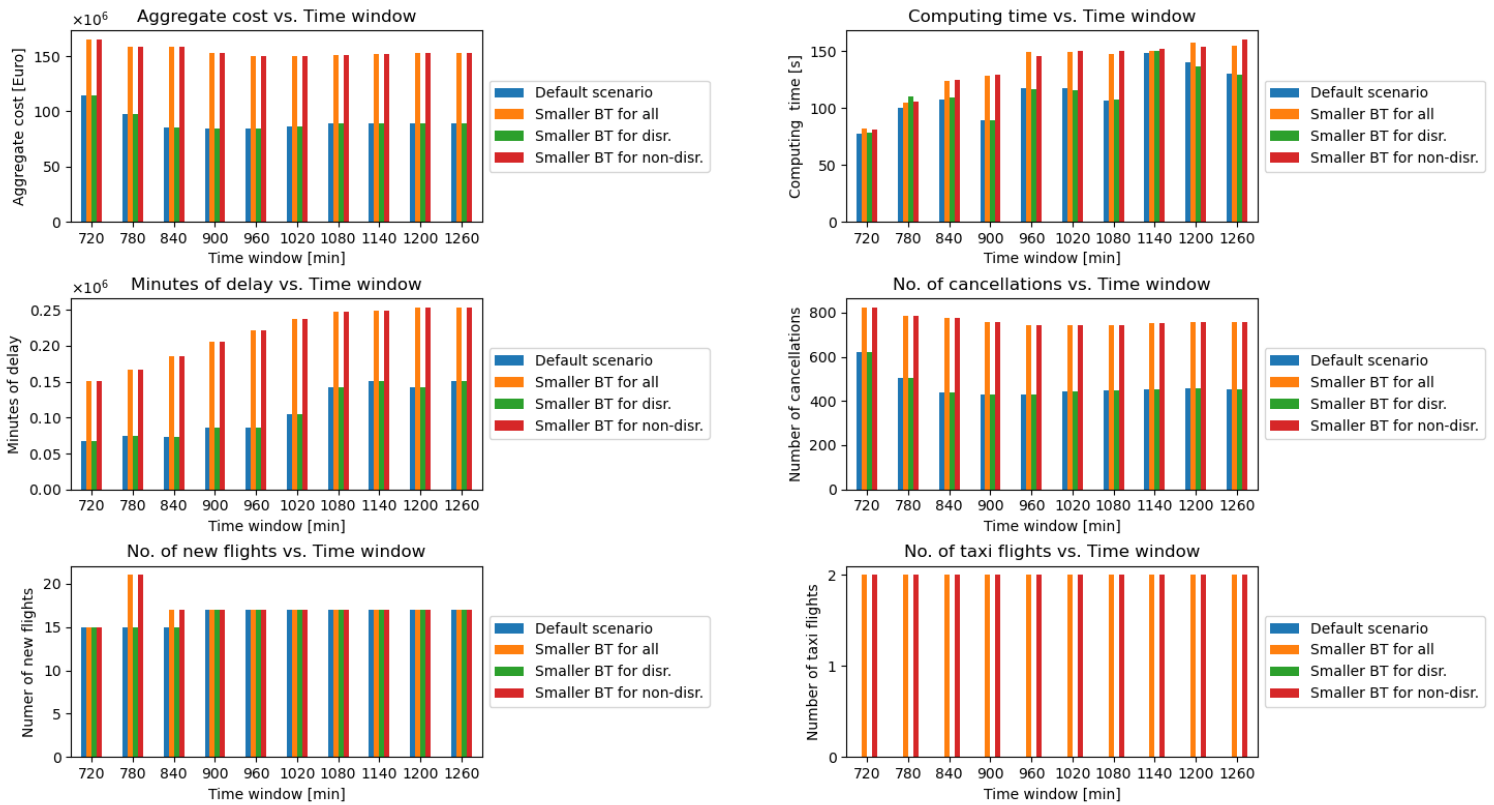 Aggregate cost vs. Time window
×10⁶
Aggregate cost [Euro]
150
100
50
0
720 780 840 900 960 1020 1080 1140 1200 1260
Time window [min]
Default scenario
Smaller BT for all
Smaller BT for disr.
Smaller BT for non-disr.
Computing time vs. Time window
Computing time [s]
150
100
50
0
720 780 840 900 960 1020 1080 1140 1200 1260
Time window [min]
Default scenario
Smaller BT for all
Smaller BT for disr.
Smaller BT for non-disr.
Minutes of delay vs. Time window
×10⁶
Minutes of delay
0.25
0.20
0.15
0.10
0.05
0.00
720 780 840 900 960 1020 1080 1140 1200 1260
Time window [min]
Default scenario
Smaller BT for all
Smaller BT for disr.
Smaller BT for non-disr.
No. of cancellations vs. Time window
Number of cancellations
800
600
400
200
0
720 780 840 900 960 1020 1080 1140 1200 1260
Time window [min]
Default scenario
Smaller BT for all
Smaller BT for disr.
Smaller BT for non-disr.
No. of new flights vs. Time window
Numer of new flights
20
15
10
5
0
720 780 840 900 960 1020 1080 1140 1200 1260
Time window [min]
Default scenario
Smaller BT for all
Smaller BT for disr.
Smaller BT for non-disr.
No. of taxi flights vs. Time window
Number of taxi flights
2
1
0
720 780 840 900 960 1020 1080 1140 1200 1260
Time window [min]
Default scenario
Smaller BT for all
Smaller BT for disr.
Smaller BT for non-disr.